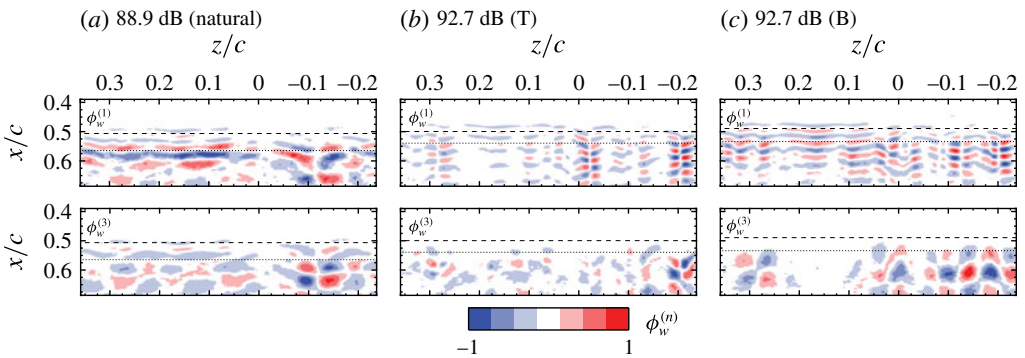 (a) 88.9 dB (natural)
(b) 92.7 dB (T)
(c) 92.7 dB (B)
z/c
z/c
z/c
0.3 0.2 0.1 0 −0.1 −0.2
0.3 0.2 0.1 0 −0.1 −0.2
0.3 0.2 0.1 0 −0.1 −0.2
x/c
0.4
0.5
0.6
ϕw(1)
ϕw(1)
ϕw(1)
x/c
0.4
0.5
0.6
ϕw(3)
ϕw(3)
ϕw(3)
ϕw(n)
−1 1